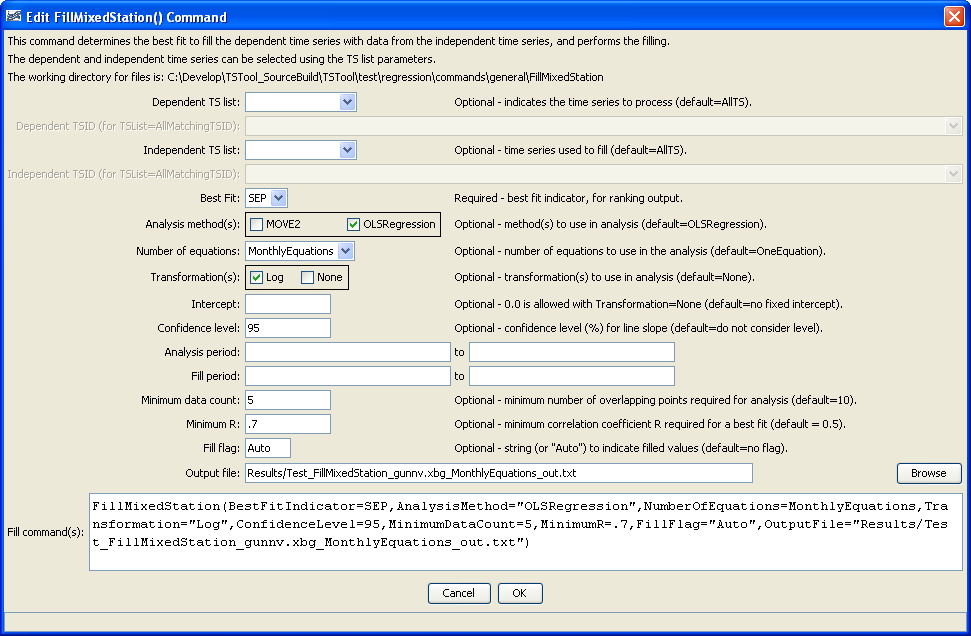 Edit FillMixedStation() Command
This command determines the best fit to fill the dependent time series with data from the independent time series, and performs the filling.
The dependent and independent time series can be selected using the TS list parameters.
The working directory for files is: C:\Develop\TSTool_SourceBuild\TSTool\test\regression\commands\general\FillMixedStation
Dependent TS list: Optional - indicates the time series to process (default=AllTS).
Dependent TSID (for TSList=AllMatchingTSID):
Independent TS list: Optional - time series used to fill (default=AllTS).
Independent TSID (for TSList=AllMatchingTSID):
Best Fit: SEP Required - best fit indicator, for ranking output.
Analysis method(s): MOVE2 OLSRegression Optional - method(s) to use in analysis (default=OLSRegression).
Number of equations: MonthlyEquations Optional - number of equations to use in the analysis (default=OneEquation).
Transformation(s): Log None Optional - transformation(s) to use in analysis (default=None).
Intercept: Optional - 0.0 is allowed with Transformation=None (default=no fixed intercept).
Confidence level: 95 Optional - confidence level (%) for line slope (default=do not consider level).
Analysis period: to
Fill period: to
Minimum data count: 5 Optional - minimum number of overlapping points required for analysis (default=10).
Minimum R: .7 Optional - minimum correlation coefficient R required for a best fit (default = 0.5).
Fill flag: Auto Optional - string (or "Auto") to indicate filled values (default=no flag).
Output file: Results/Test_FillMixedStation_gunnv.xbg_MonthlyEquations_out.txt Browse
Fill command(s): FillMixedStation(BestFitIndicator=SEP,AnalysisMethod="OLSRegression",NumberOfEquations=MonthlyEquations,Tra
nsformation="Log",ConfidenceLevel=95,MinimumDataCount=5,MinimumR=.7,FillFlag="Auto",OutputFile="Results/Tes
t_FillMixedStation_gunnv.xbg_MonthlyEquations_out.txt")
Cancel OK